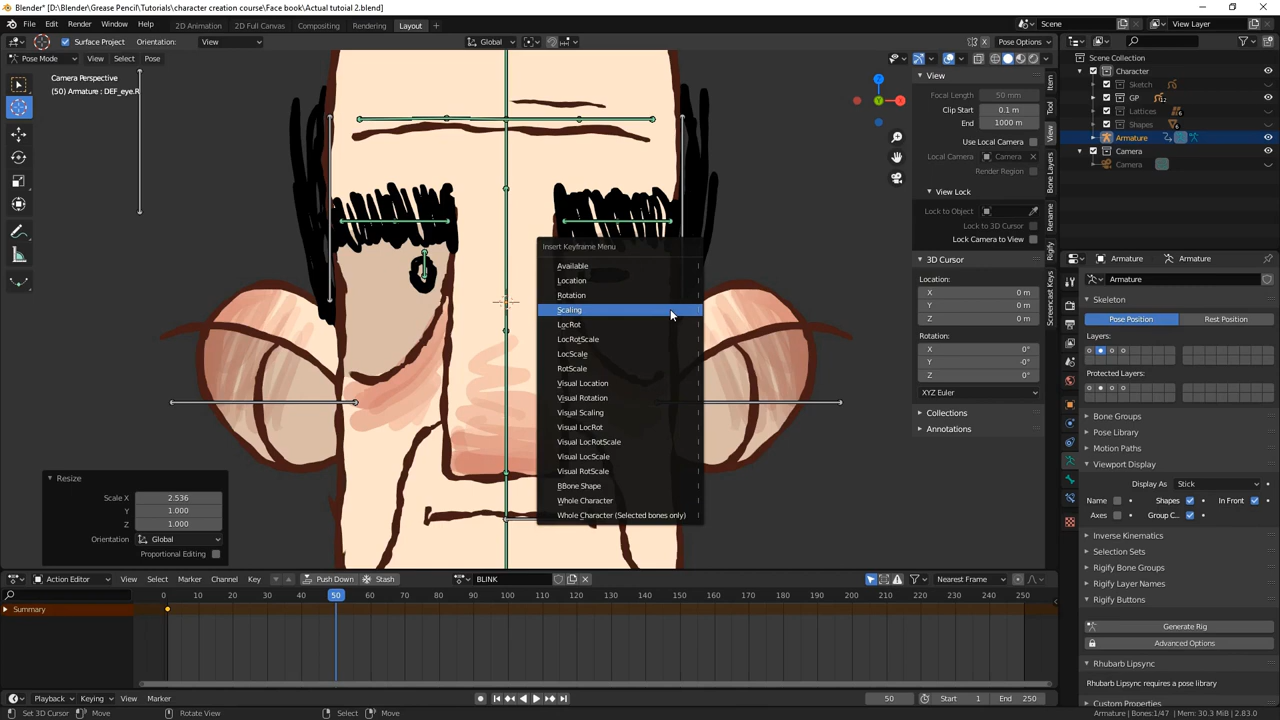 Blender* [D:\Blender\Grease Pencil\Tutorials\character creation course\Face book\Actual tutoial 2.blend]
File Edit Render Window Help 2D Animation 2D Full Canvas Compositing Rendering Layout Scene View Layer
Surface Project Orientation: View Global Pose Options
Pose Mode View Select Pose
Camera Perspective
(50) Armature : DEF_eye.R
View
Focal Length 50 mm
Clip Start 0.1 m
End 1000 m
Use Local Camera
Local Camera Camera
Render Region
View Lock
Lock to Object
Lock to 3D Cursor
Lock Camera to View
3D Cursor
Location:
X 0 m
Y 0 m
Z 0 m
Rotation:
X 0°
Y -0°
Z 0°
XYZ Euler
Collections
Annotations
Item
Tool
View
Bone Layers
Rename
Rigify
Screencast Keys
Scene Collection
Character
Sketch
GP 12
Lattices 6
Shapes 6
Armature
Camera
Camera
Armature Armature
Armature
Skeleton
Pose Position Rest Position
Layers:
Protected Layers:
Bone Groups
Pose Library
Motion Paths
Viewport Display
Display As Stick
Names Shapes In Front
Axes Group C...
Inverse Kinematics
Selection Sets
Rigify Bone Groups
Rigify Layer Names
Rigify Buttons
Generate Rig
Advanced Options
Rhubarb Lipsync
Rhubarb Lipsync requires a pose library
Custom Properties
Insert Keyframe Menu
Available I
Location I
Rotation I
Scaling I
LocRot I
LocRotScale I
LocScale I
RotScale I
Visual Location I
Visual Rotation I
Visual Scaling I
Visual LocRot I
Visual LocRotScale I
Visual LocScale I
Visual RotScale I
BBone Shape I
Whole Character I
Whole Character (Selected bones only) I
Resize
Scale X 2.536
Y 1.000
Z 1.000
Orientation Global
Proportional Editing
Action Editor View Select Marker Channel Key Push Down Stash BLINK Nearest Frame
0 10 20 30 40 50 60 70 80 90 100 110 120 130 140 150 160 170 180 190 200 210 220 230 240 250
Summary
Playback Keying View Marker 50 Start 1 End 250
Set 3D Cursor Move Rotate View Select Move Armature | Bones:1/47 | Mem: 30.3 MiB | 2.83.0